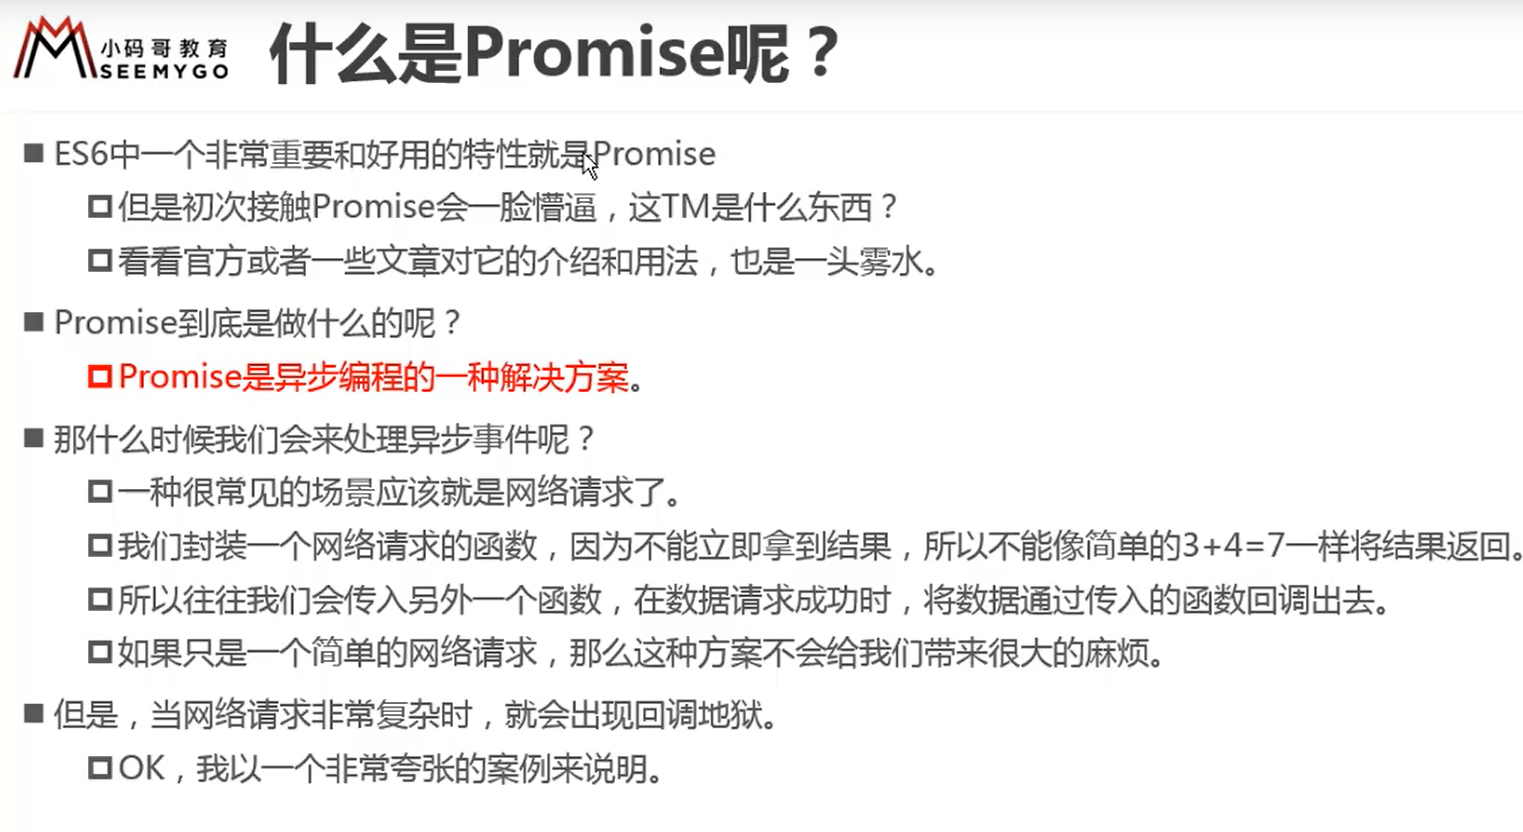 小码哥教育
SEEMYGO
什么是Promise呢？
ES6中一个非常重要和好用的特性就是Promise
但是初次接触Promise会一脸懵逼，这TM是什么东西？
看看官方或者一些文章对它的介绍和用法，也是一头雾水。
Promise到底是做什么的呢？
Promise是异步编程的一种解决方案。
那什么时候我们会来处理异步事件呢？
一种很常见的场景应该就是网络请求了。
我们封装一个网络请求的函数，因为不能立即拿到结果，所以不能像简单的3+4=7一样将结果返回。
所以往往我们会传入另外一个函数，在数据请求成功时，将数据通过传入的函数回调出去。
如果只是一个简单的网络请求，那么这种方案不会给我们带来很大的麻烦。
但是，当网络请求非常复杂时，就会出现回调地狱。
OK，我以一个非常夸张的案例来说明。